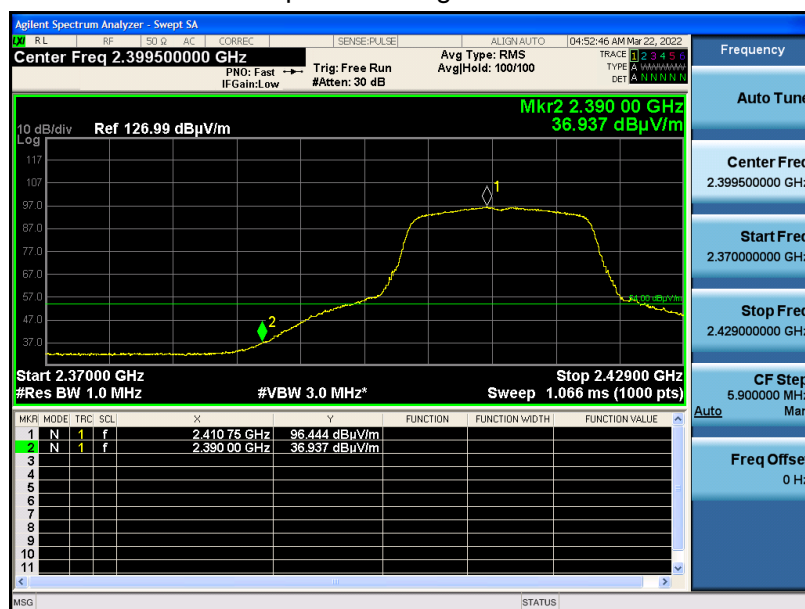 Agilent Spectrum Analyzer - Swept SA
LXI RL RF 50 Ω AC CORREC SENSE:PULSE ALIGN AUTO 04:52:46 AM Mar 22, 2022
Center Freq 2.399500000 GHz
PNO: Fast
IFGain:Low
Trig: Free Run
#Atten: 30 dB
Avg Type: RMS
Avg|Hold: 100/100
TRACE 1 2 3 4 5 6
TYPE A WWWWW
DET A N N N N N
Mkr2 2.390 00 GHz
36.937 dBµV/m
10 dB/div Ref 126.99 dBµV/m
Log
117
107
97.0
87.0
77.0
67.0
57.0
47.0
37.0
1
2
54.00 dBµV/m
Start 2.37000 GHz Stop 2.42900 GHz
#Res BW 1.0 MHz #VBW 3.0 MHz* Sweep 1.066 ms (1000 pts)
MKR MODE TRC SCL X Y FUNCTION FUNCTION WIDTH FUNCTION VALUE
1 N 1 f 2.410 75 GHz 96.444 dBµV/m
2 N 1 f 2.390 00 GHz 36.937 dBµV/m
3
4
5
6
7
8
9
10
11
MSG STATUS
Frequency
Auto Tune
Center Freq
2.399500000 GHz
Start Freq
2.370000000 GHz
Stop Freq
2.429000000 GHz
CF Step
5.900000 MHz
Auto Man
Freq Offset
0 Hz